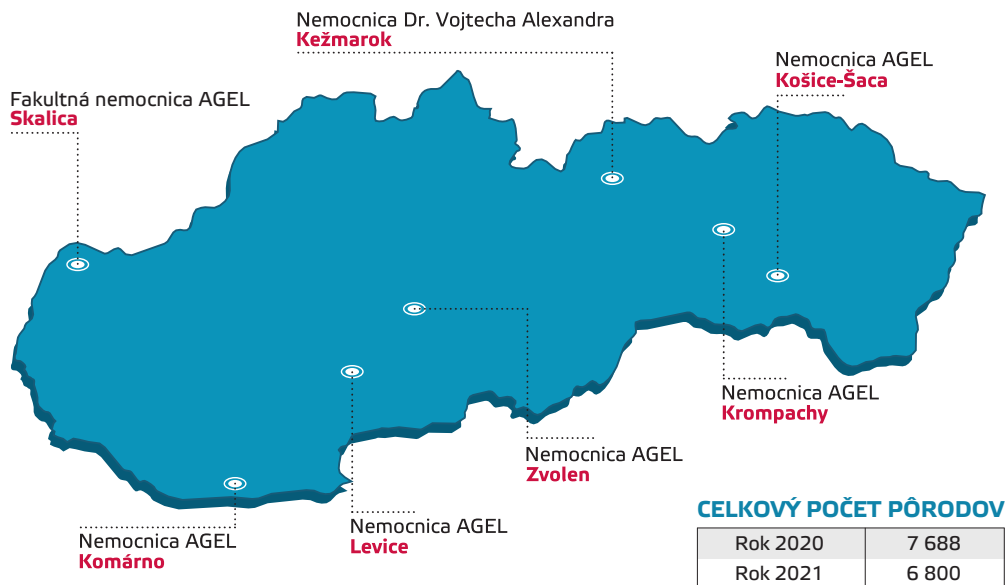 Nemocnica Dr. Vojtecha Alexandra
Kežmarok
Nemocnica AGEL
Košice-Šaca
Fakultná nemocnica AGEL
Skalica
Nemocnica AGEL
Krompachy
Nemocnica AGEL
Zvolen
Nemocnica AGEL
Levice
Nemocnica AGEL
Komárno
CELKOVÝ POČET PÔRODOV
Rok 2020 7 688
Rok 2021 6 800